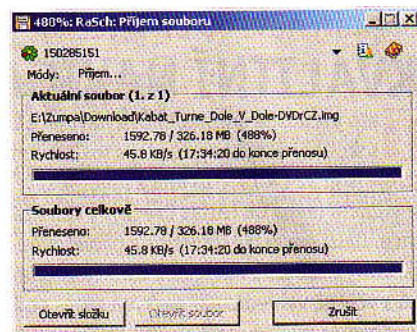 488%: RaSch: Příjem souboru
150285151
Módy: Příjem...
Aktuální soubor (1. z 1)
E:\Zumpa\Download\Kabat_Turne_Dole_V_Dole-DVDrCZ.img
Přeneseno: 1592.78 / 326.18 MB (488%)
Rychlost: 45.8 KB/s (17:34:20 do konce přenosu)
Soubory celkově
Přeneseno: 1592.78 / 326.18 MB (488%)
Rychlost: 45.8 KB/s (17:34:20 do konce přenosu)
Otevřít složku Otevřít soubor Zrušit